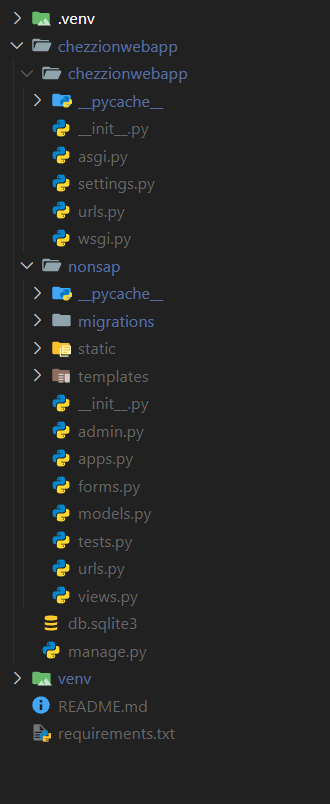 .venv
chezzionwebapp
chezzionwebapp
__pycache__
__init__.py
asgi.py
settings.py
urls.py
wsgi.py
nonsap
__pycache__
migrations
static
templates
__init__.py
admin.py
apps.py
forms.py
models.py
tests.py
urls.py
views.py
db.sqlite3
manage.py
venv
README.md
requirements.txt